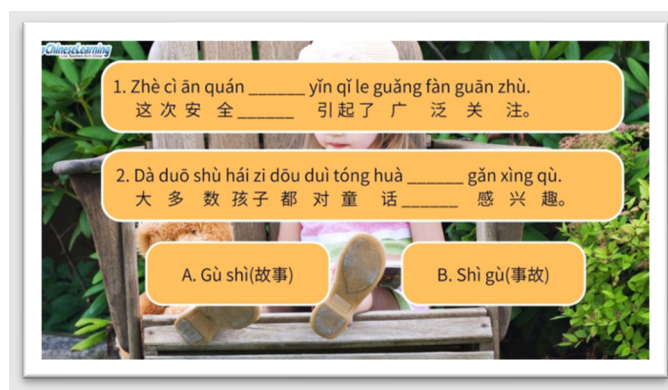 eChineseLearning
1. Zhè cì ān quán ______ yǐn qǐ le guǎng fàn guān zhù.
这次安全______引起了广泛关注。
2. Dà duō shù hái zi dōu duì tóng huà ______ gǎn xìng qù.
大多数孩子都对童话______感兴趣。
A. Gù shì(故事)
B. Shì gù(事故)